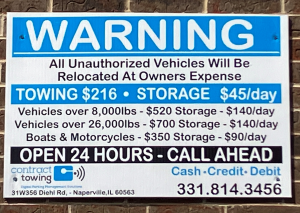 WARNING
All Unauthorized Vehicles Will Be
Relocated At Owners Expense
TOWING $216 • STORAGE $45/day
Vehicles over 8,000lbs - $520 Storage - $140/day
Vehicles over 26,000lbs - $700 Storage - $140/day
Boats & Motorcycles - $350 Storage - $90/day
OPEN 24 HOURS - CALL AHEAD
contract
towing
Cash - Credit - Debit
31W356 Diehl Rd, - Naperville, IL 60563
331.814.3456